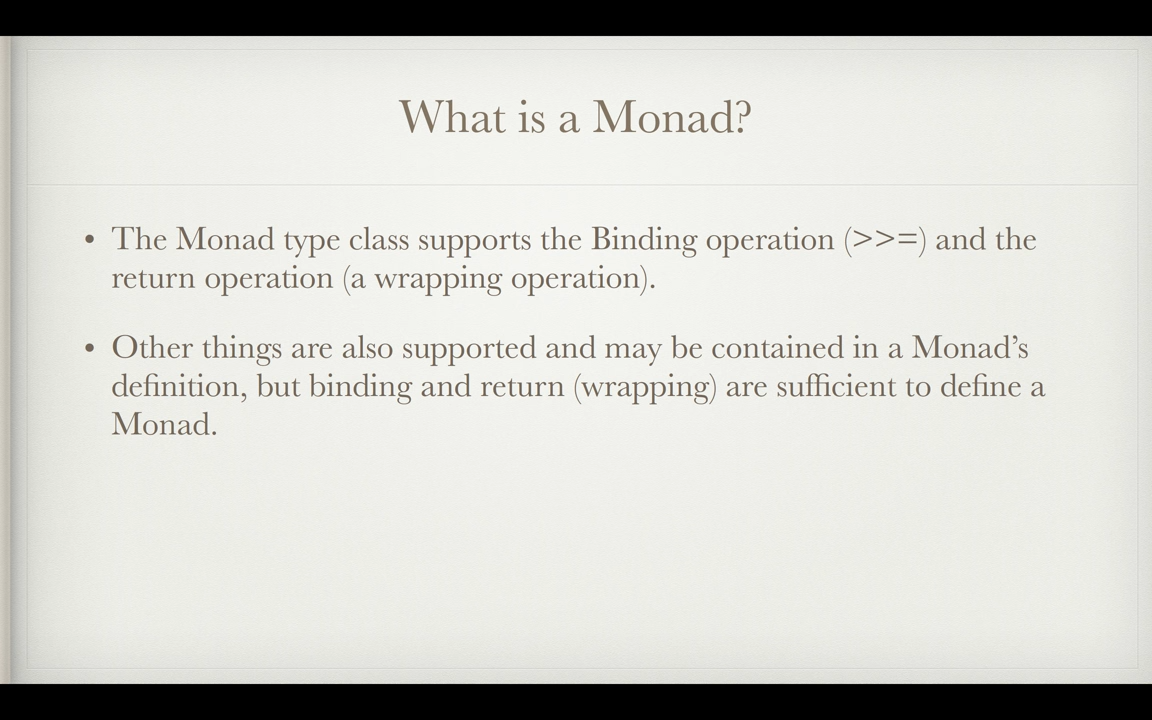 What is a Monad?
• The Monad type class supports the Binding operation (>>=) and the
return operation (a wrapping operation).
• Other things are also supported and may be contained in a Monad’s
definition, but binding and return (wrapping) are sufficient to define a
Monad.